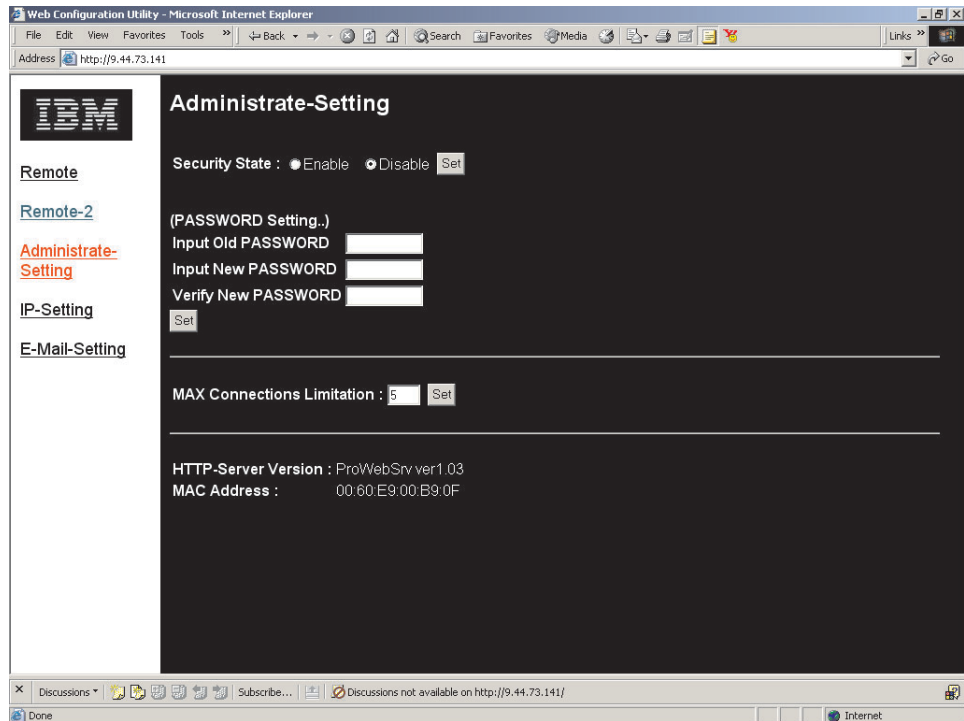 Web Configuration Utility - Microsoft Internet Explorer
File Edit View Favorites Tools » Back Search Favorites Media Links »
Address http://9.44.73.141 Go
IBM
Remote
Remote-2
Administrate-
Setting
IP-Setting
E-Mail-Setting
Administrate-Setting
Security State : Enable Disable Set
(PASSWORD Setting..)
Input Old PASSWORD
Input New PASSWORD
Verify New PASSWORD
Set
MAX Connections Limitation : 5 Set
HTTP-Server Version : ProWebSrv ver1.03
MAC Address : 00:60:E9:00:B9:0F
Discussions Subscribe... Discussions not available on http://9.44.73.141/
Done Internet